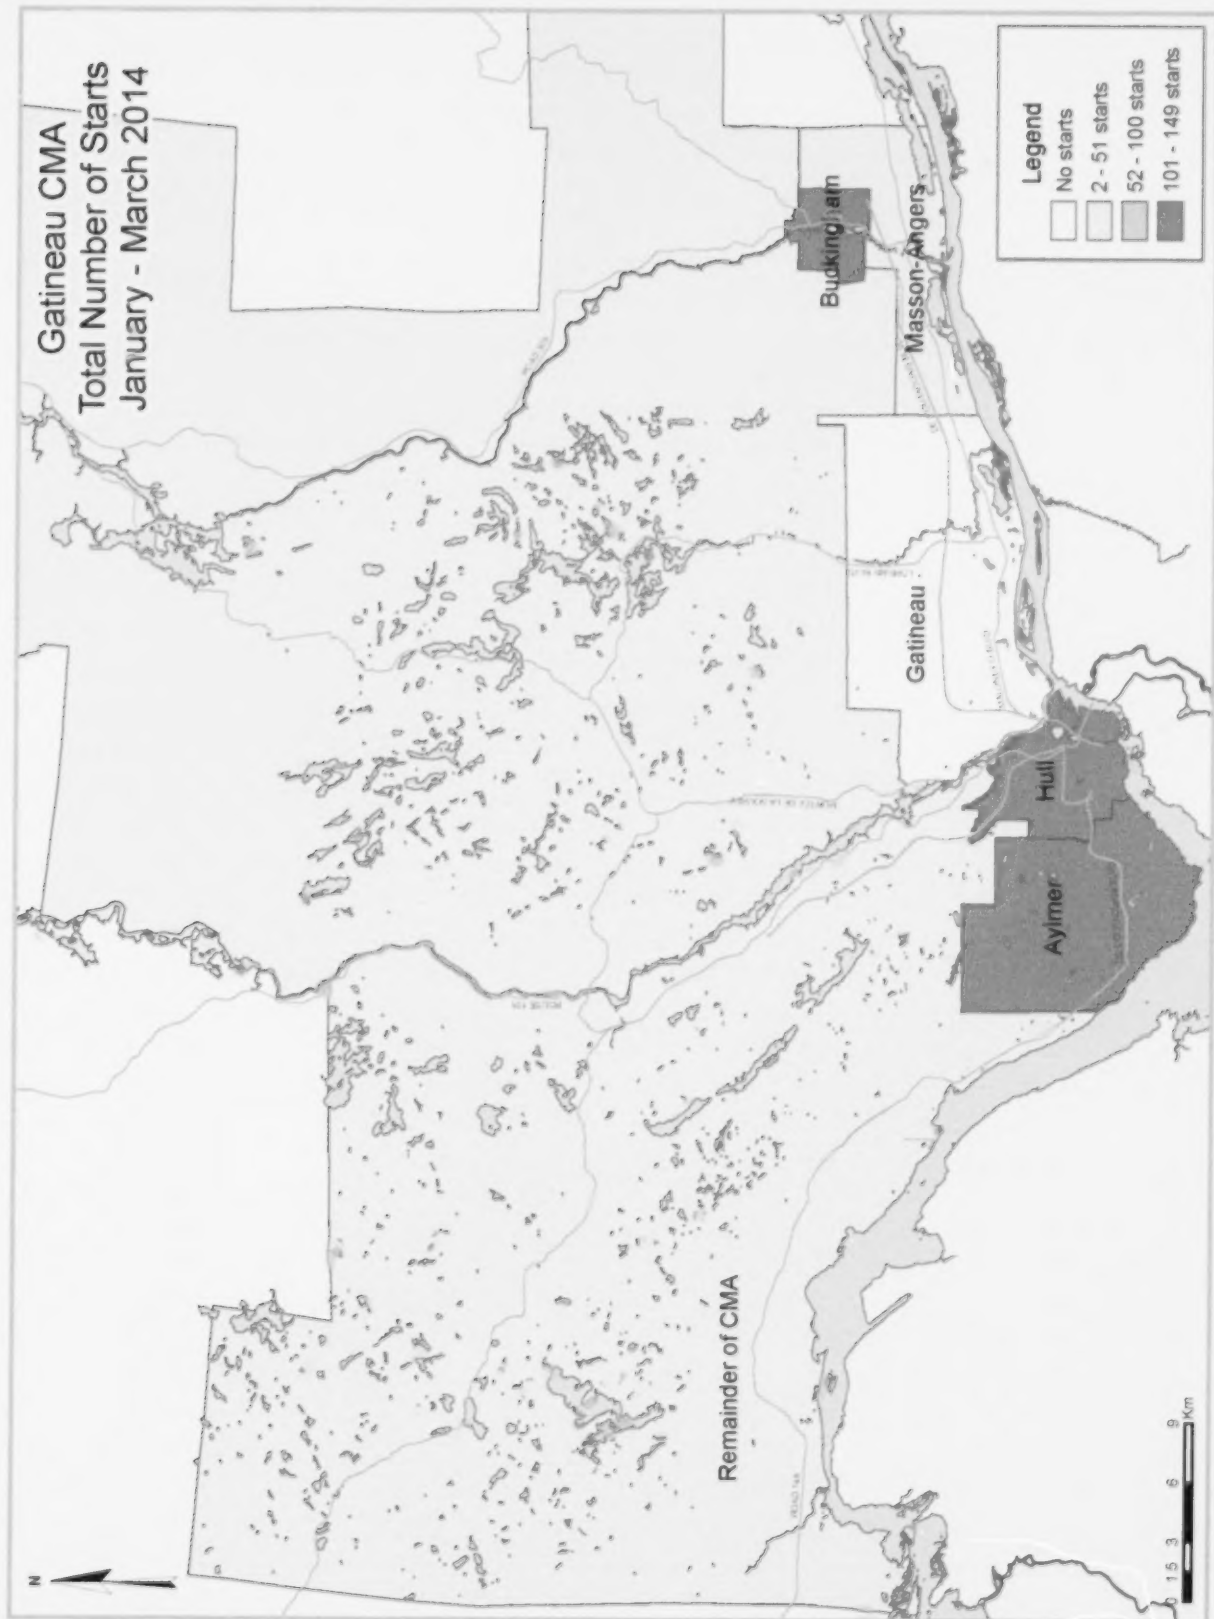 Gatineau CMA
Total Number of Starts
January - March 2014
Buckingham
Masson-Angers
Gatineau
Hull
Aylmer
Remainder of CMA
Legend
No starts
2 - 51 starts
52 - 100 starts
101 - 149 starts
N
0 1.5 3 6 9
Km